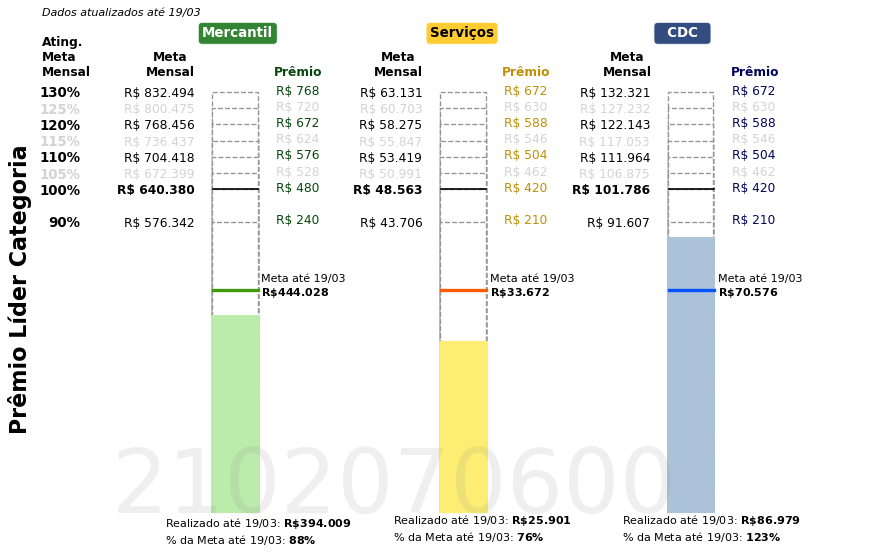 Dados atualizados até 19/03
Mercantil Serviços CDC
Ating.
Meta Meta Meta Meta
Mensal Mensal Prêmio Mensal Prêmio Mensal Prêmio
130% R$ 832.494 R$ 768 R$ 63.131 R$ 672 R$ 132.321 R$ 672
125% R$ 800.475 R$ 720 R$ 60.703 R$ 630 R$ 127.232 R$ 630
120% R$ 768.456 R$ 672 R$ 58.275 R$ 588 R$ 122.143 R$ 588
115% R$ 736.437 R$ 624 R$ 55.847 R$ 546 R$ 117.053 R$ 546
110% R$ 704.418 R$ 576 R$ 53.419 R$ 504 R$ 111.964 R$ 504
105% R$ 672.399 R$ 528 R$ 50.991 R$ 462 R$ 106.875 R$ 462
100% R$ 640.380 R$ 480 R$ 48.563 R$ 420 R$ 101.786 R$ 420
90% R$ 576.342 R$ 240 R$ 43.706 R$ 210 R$ 91.607 R$ 210
Prêmio Líder Categoria
Meta até 19/03 Meta até 19/03 Meta até 19/03
R$444.028 R$33.672 R$70.576
2102070600
Realizado até 19/03: R$394.009 Realizado até 19/03: R$25.901 Realizado até 19/03: R$86.979
% da Meta até 19/03: 88% % da Meta até 19/03: 76% % da Meta até 19/03: 123%